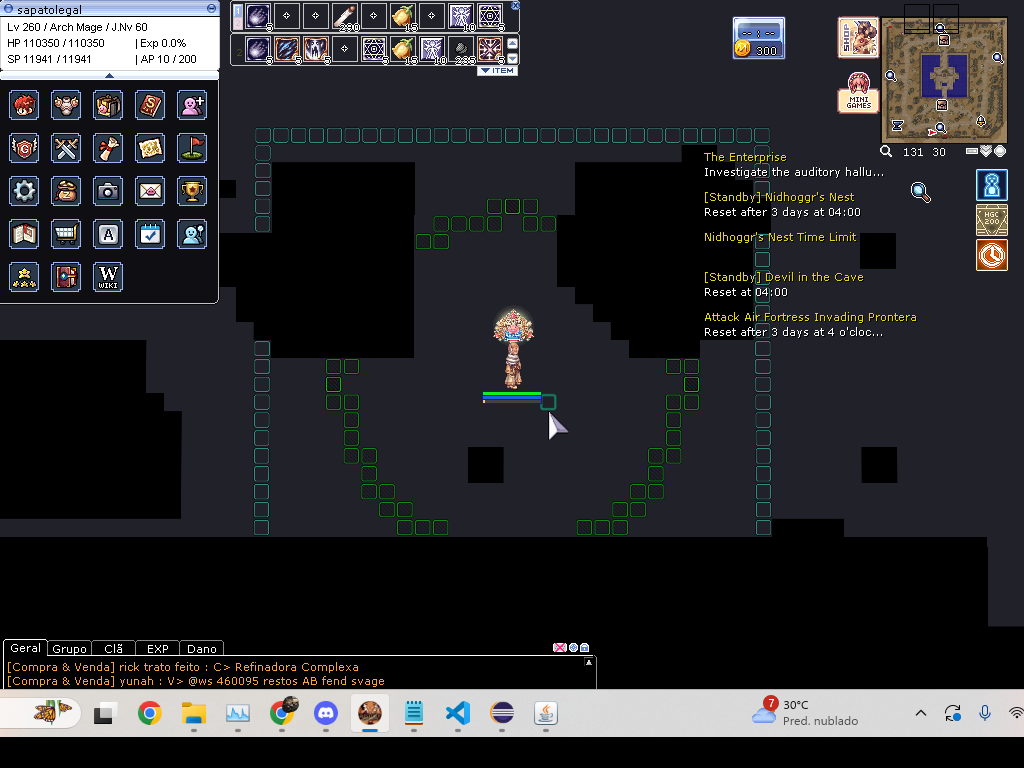 sapatolegal
Lv 260 / Arch Mage / J.Nv 60
HP 110350 / 110350 | Exp 0.0%
SP 11941 / 11941 | AP 10 / 200
W
WIKI
A
1
5
290
5
15
10
5
5
5
5
5
15
10
235
5
ITEM
-- : --
M 300
SHOP
MINI GAMES
131 30
HGC
200
The Enterprise
Investigate the auditory hallu...
[Standby] Nidhoggr's Nest
Reset after 3 days at 04:00
Nidhoggr's Nest Time Limit
[Standby] Devil in the Cave
Reset at 04:00
Attack Air Fortress Invading Prontera
Reset after 3 days at 4 o'cloc...
Geral Grupo Clã EXP Dano
[Compra & Venda] rick trato feito : C> Refinadora Complexa
[Compra & Venda] yunah : V> @ws 460095 restos AB fend svage
7
30°C
Pred. nublado